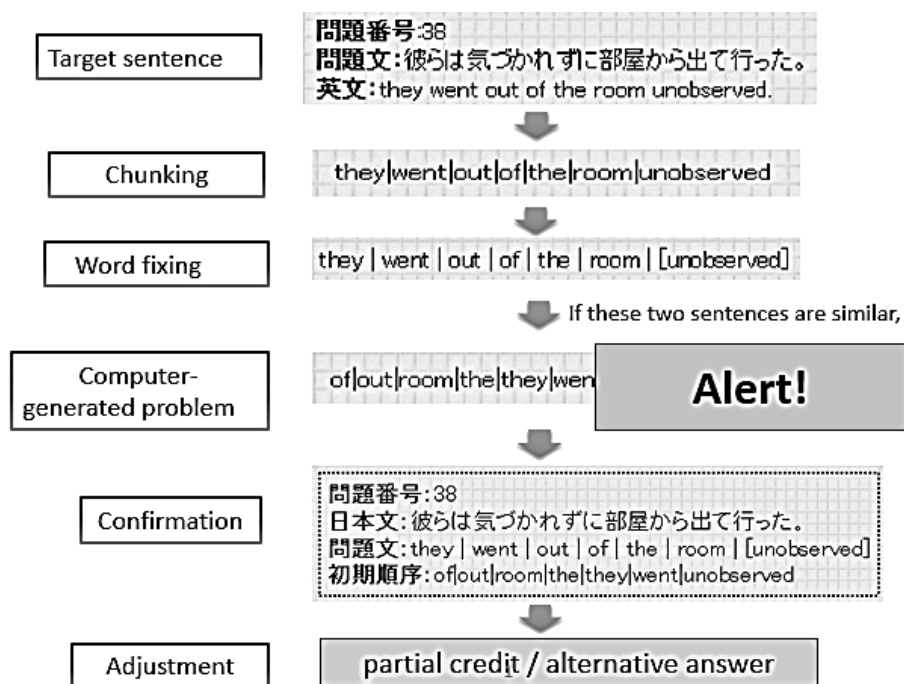 Target sentence
問題番号:38
問題文:彼らは気づかれずに部屋から出て行った。
英文:they went out of the room unobserved.
Chunking
they|went|out|of|the|room|unobserved
Word fixing
they | went | out | of | the | room | [unobserved]
If these two sentences are similar,
Computer-
generated problem
of|out|room|the|they|wen
Alert!
Confirmation
問題番号:38
日本文:彼らは気づかれずに部屋から出て行った。
問題文:they | went | out | of | the | room | [unobserved]
初期順序:of|out|room|the|they|went|unobserved
Adjustment
partial credit / alternative answer